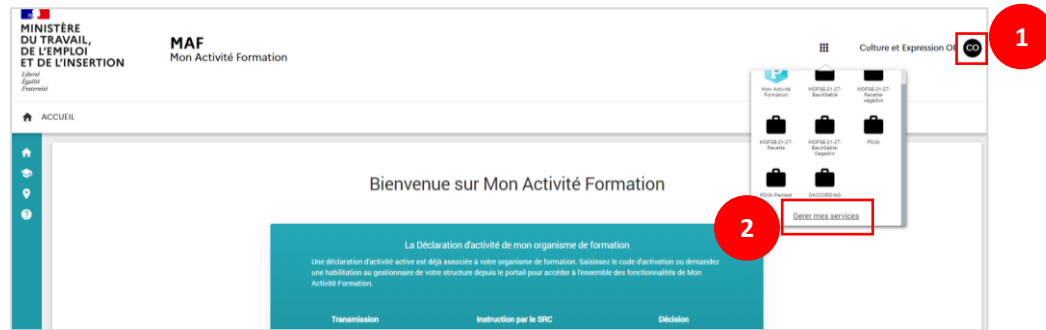 MINISTÈRE
DU TRAVAIL,
DE L'EMPLOI
ET DE L'INSERTION
Liberté
Égalité
Fraternité
MAF
Mon Activité Formation
Culture et Expression OF
CO
1
ACCUEIL
Mon Activité
Formation
MDFSE-21-27-
Bac
MDFSE-21-27-
Recette-
cegedim
MDFSE-21-27-
Recette
MDFSE-21-27-
Cegedim
PDIGI
PDIGI-Pentest
DACCORD-NG
Gerer mes services
2
Bienvenue sur Mon Activité Formation
La Déclaration d'activité de mon organisme de formation
Une déclaration d'activité active est déjà associée à votre organisme de formation. Saisissez le code d'activation ou demandez
une habilitation au gestionnaire de votre structure depuis le portail pour accéder à l'ensemble des fonctionnalités de Mon
Activité Formation.
Transmission
Instruction par le SRC
Décision